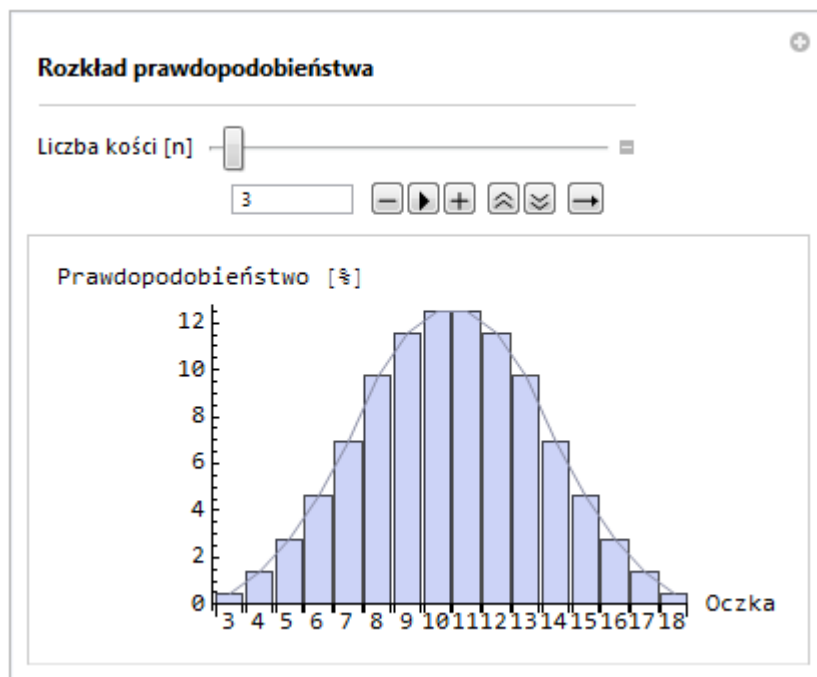 Rozkład prawdopodobieństwa
Liczba kości [n]
3
Prawdopodobieństwo [%]
12
10
8
6
4
2
0
3 4 5 6 7 8 9 10 11 12 13 14 15 16 17 18
Oczka